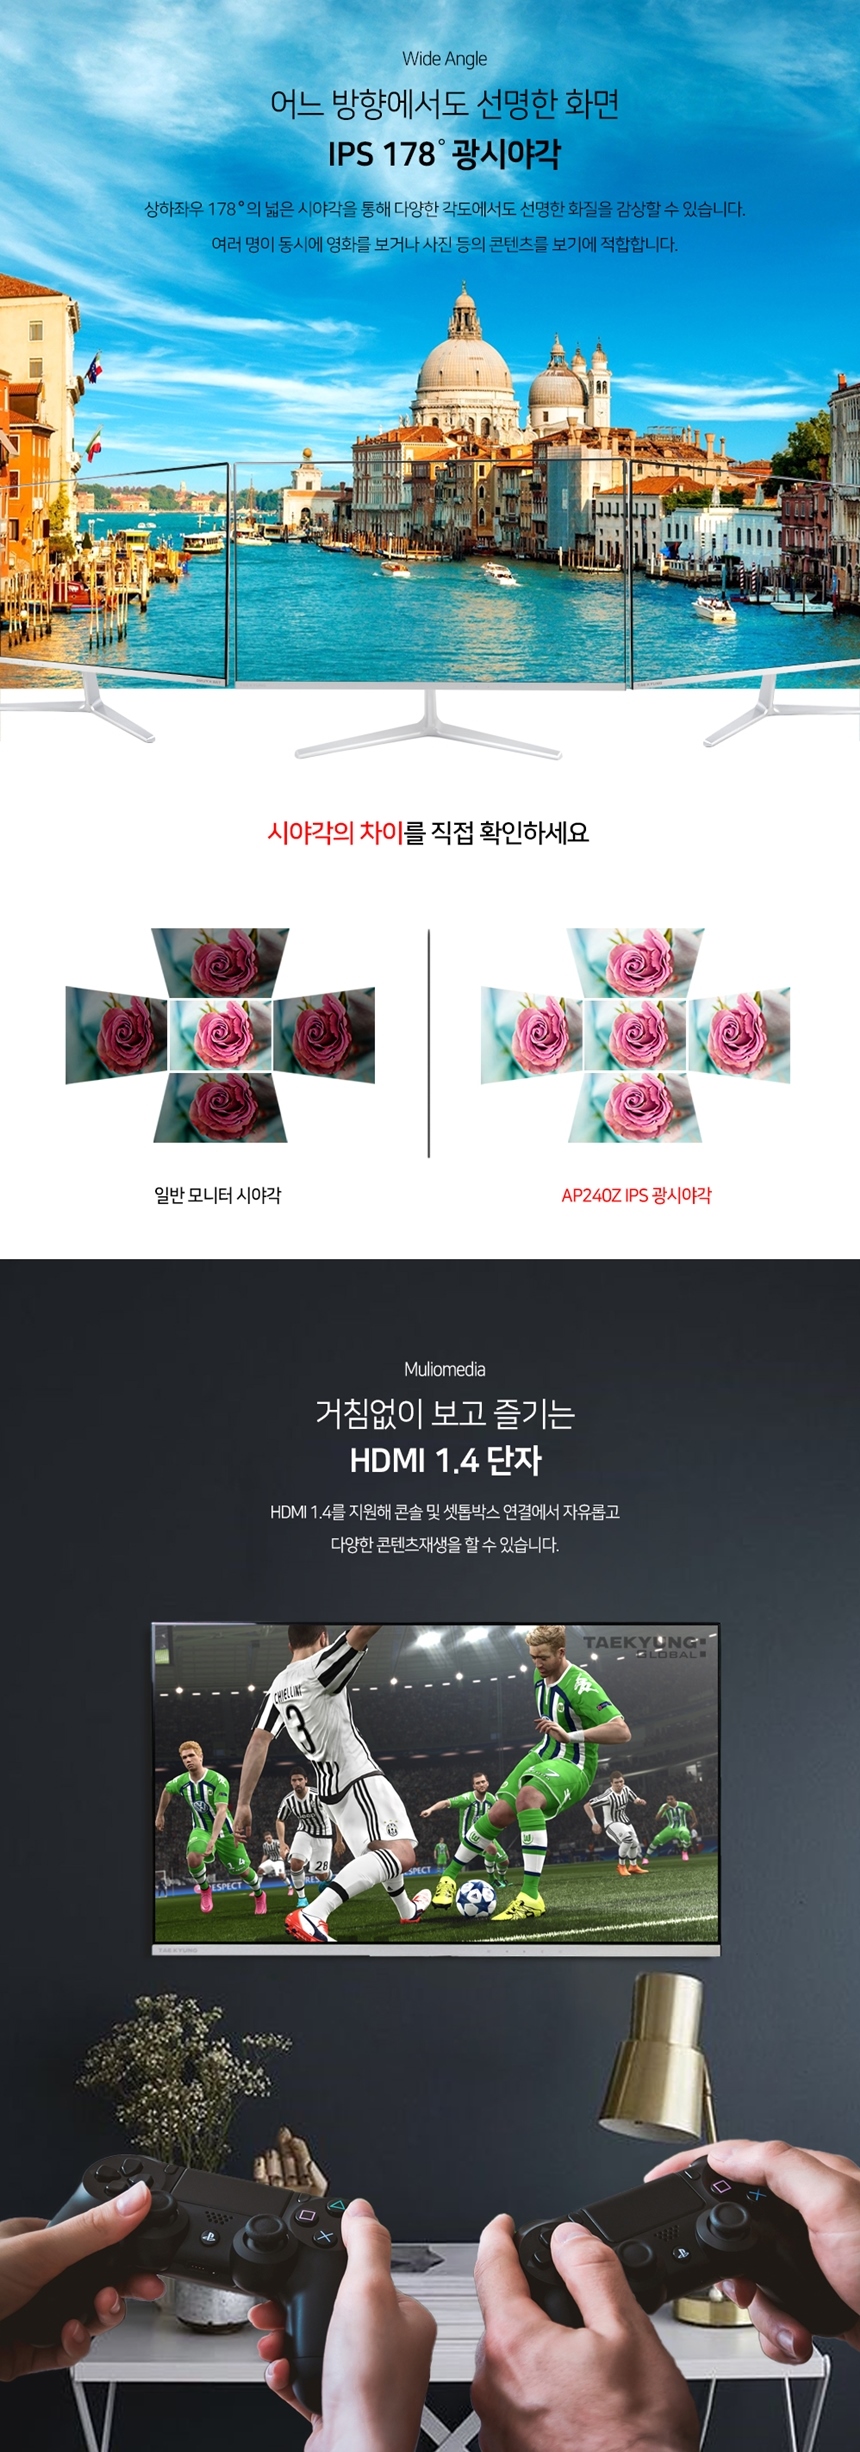 Wide Angle
어느 방향에서도 선명한 화면
IPS 178° 광시야각
상하좌우 178°의 넓은 시야각을 통해 다양한 각도에서도 선명한 화질을 감상할 수 있습니다.
여러 명이 동시에 영화를 보거나 사진 등의 콘텐츠를 보기에 적합합니다.
시야각의 차이를 직접 확인하세요
일반 모니터 시야각
AP240Z IPS 광시야각
Muliomedia
거침없이 보고 즐기는
HDMI 1.4 단자
HDMI 1.4를 지원해 콘솔 및 셋톱박스 연결에서 자유롭고
다양한 콘텐츠재생을 할 수 있습니다.
TAEKYUNG
GLOBAL
CHIELLINI
3
7
28
RESPECT
RESPECT
TAEKYUNG